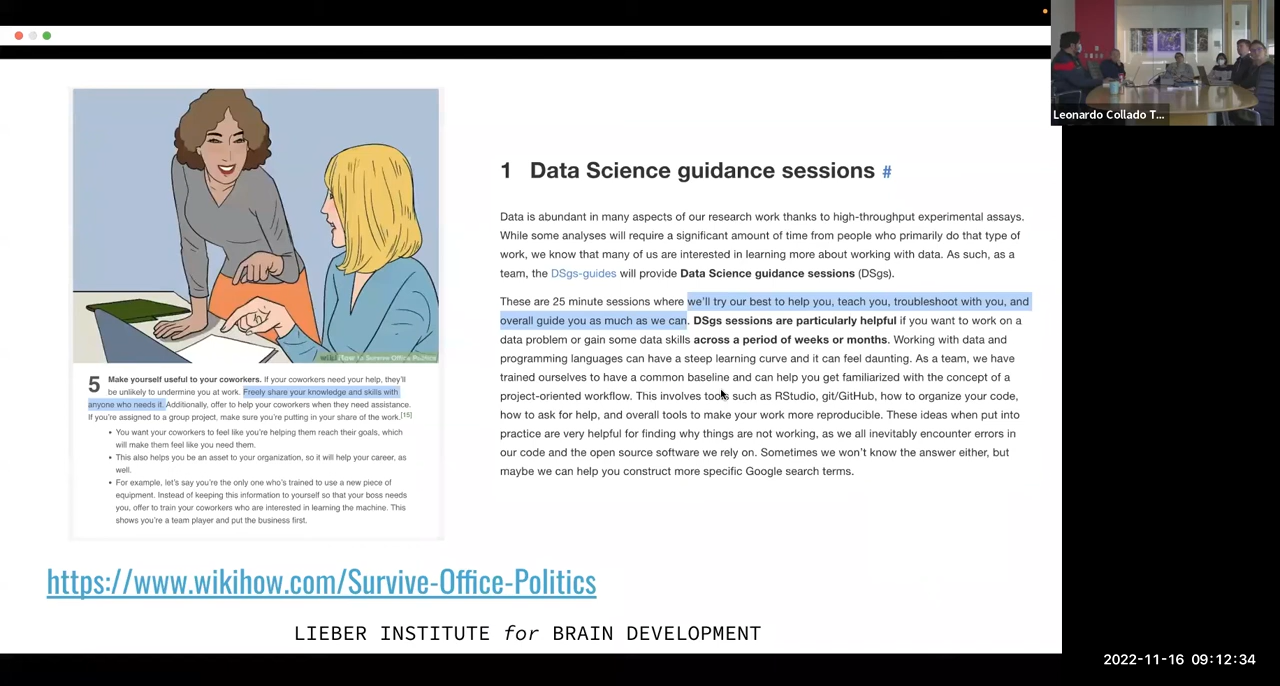 Leonardo Collado T...
wiki How to Survive Office Politics
5 Make yourself useful to your coworkers. If your coworkers need your help, they'll
be unlikely to undermine you at work. Freely share your knowledge and skills with
anyone who needs it. Additionally, offer to help your coworkers when they need assistance.
If you're assigned to a group project, make sure you're putting in your share of the work.[15]
• You want your coworkers to feel like you're helping them reach their goals, which
will make them feel like you need them.
• This also helps you be an asset to your organization, so it will help your career, as
well.
• For example, let's say you're the only one who's trained to use a new piece of
equipment. Instead of keeping this information to yourself so that your boss needs
you, offer to train your coworkers who are interested in learning the machine. This
shows you're a team player and put the business first.
1 Data Science guidance sessions #
Data is abundant in many aspects of our research work thanks to high-throughput experimental assays.
While some analyses will require a significant amount of time from people who primarily do that type of
work, we know that many of us are interested in learning more about working with data. As such, as a
team, the DSgs-guides will provide Data Science guidance sessions (DSgs).
These are 25 minute sessions where we'll try our best to help you, teach you, troubleshoot with you, and
overall guide you as much as we can. DSgs sessions are particularly helpful if you want to work on a
data problem or gain some data skills across a period of weeks or months. Working with data and
programming languages can have a steep learning curve and it can feel daunting. As a team, we have
trained ourselves to have a common baseline and can help you get familiarized with the concept of a
project-oriented workflow. This involves tools such as RStudio, git/GitHub, how to organize your code,
how to ask for help, and overall tools to make your work more reproducible. These ideas when put into
practice are very helpful for finding why things are not working, as we all inevitably encounter errors in
our code and the open source software we rely on. Sometimes we won't know the answer either, but
maybe we can help you construct more specific Google search terms.
https://www.wikihow.com/Survive-Office-Politics
LIEBER INSTITUTE for BRAIN DEVELOPMENT
2022-11-16 09:12:34